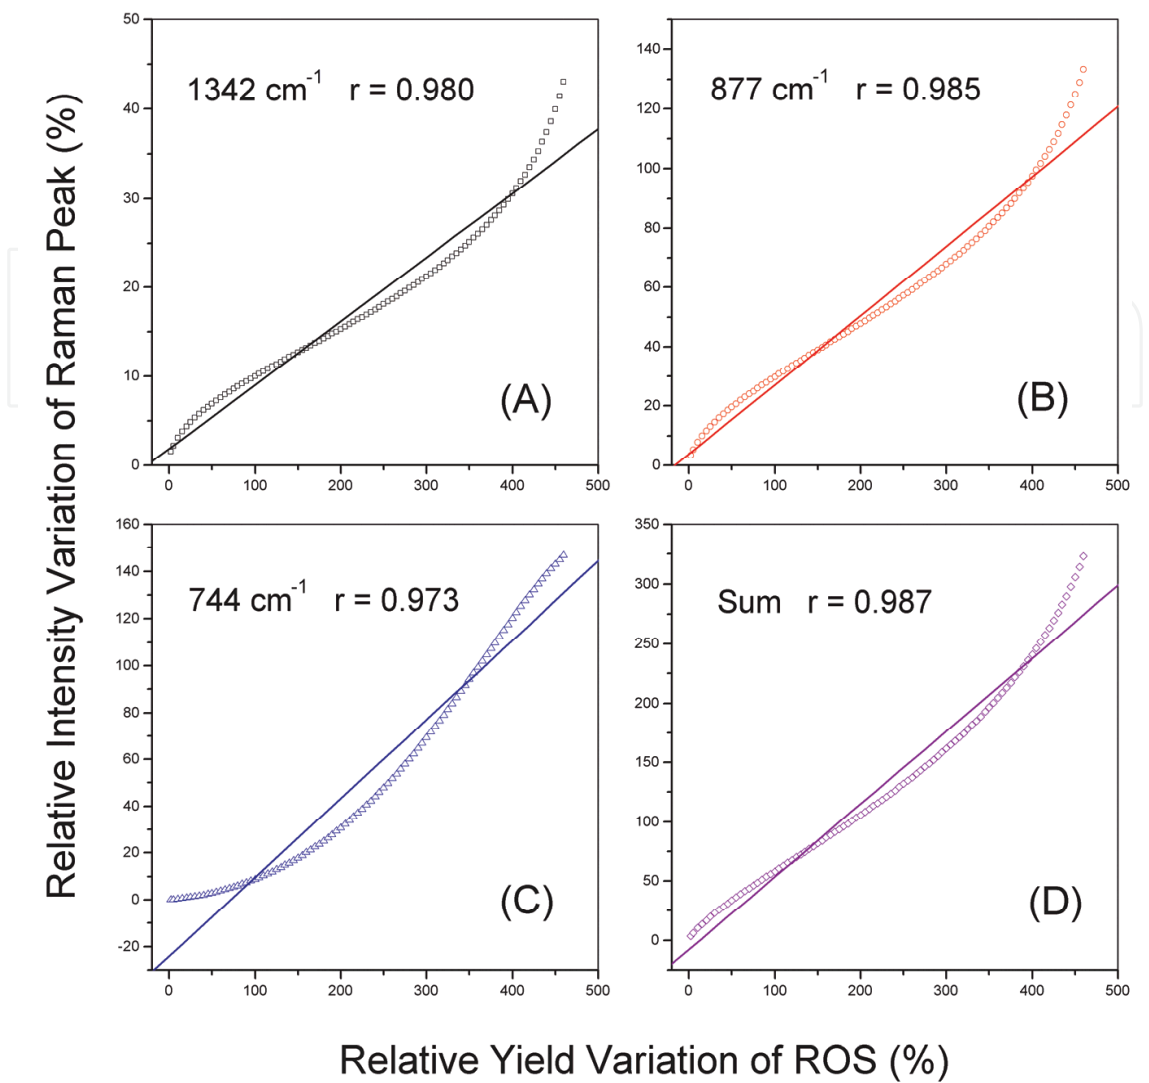 Relative Intensity Variation of Raman Peak (%)
50
40
30
20
10
0
1342 cm⁻¹ r = 0.980
(A)
0 100 200 300 400 500
140
120
100
80
60
40
20
0
877 cm⁻¹ r = 0.985
(B)
0 100 200 300 400 500
160
140
120
100
80
60
40
20
0
-20
744 cm⁻¹ r = 0.973
(C)
0 100 200 300 400 500
350
300
250
200
150
100
50
0
Sum r = 0.987
(D)
0 100 200 300 400 500
Relative Yield Variation of ROS (%)